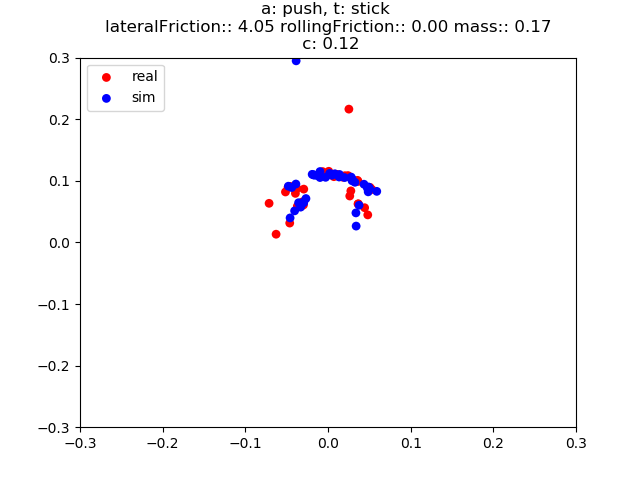 a: push, t: stick
lateralFriction:: 4.05 rollingFriction:: 0.00 mass:: 0.17
c: 0.12
real
sim
0.3
0.2
0.1
0.0
−0.1
−0.2
−0.3
−0.3 −0.2 −0.1 0.0 0.1 0.2 0.3